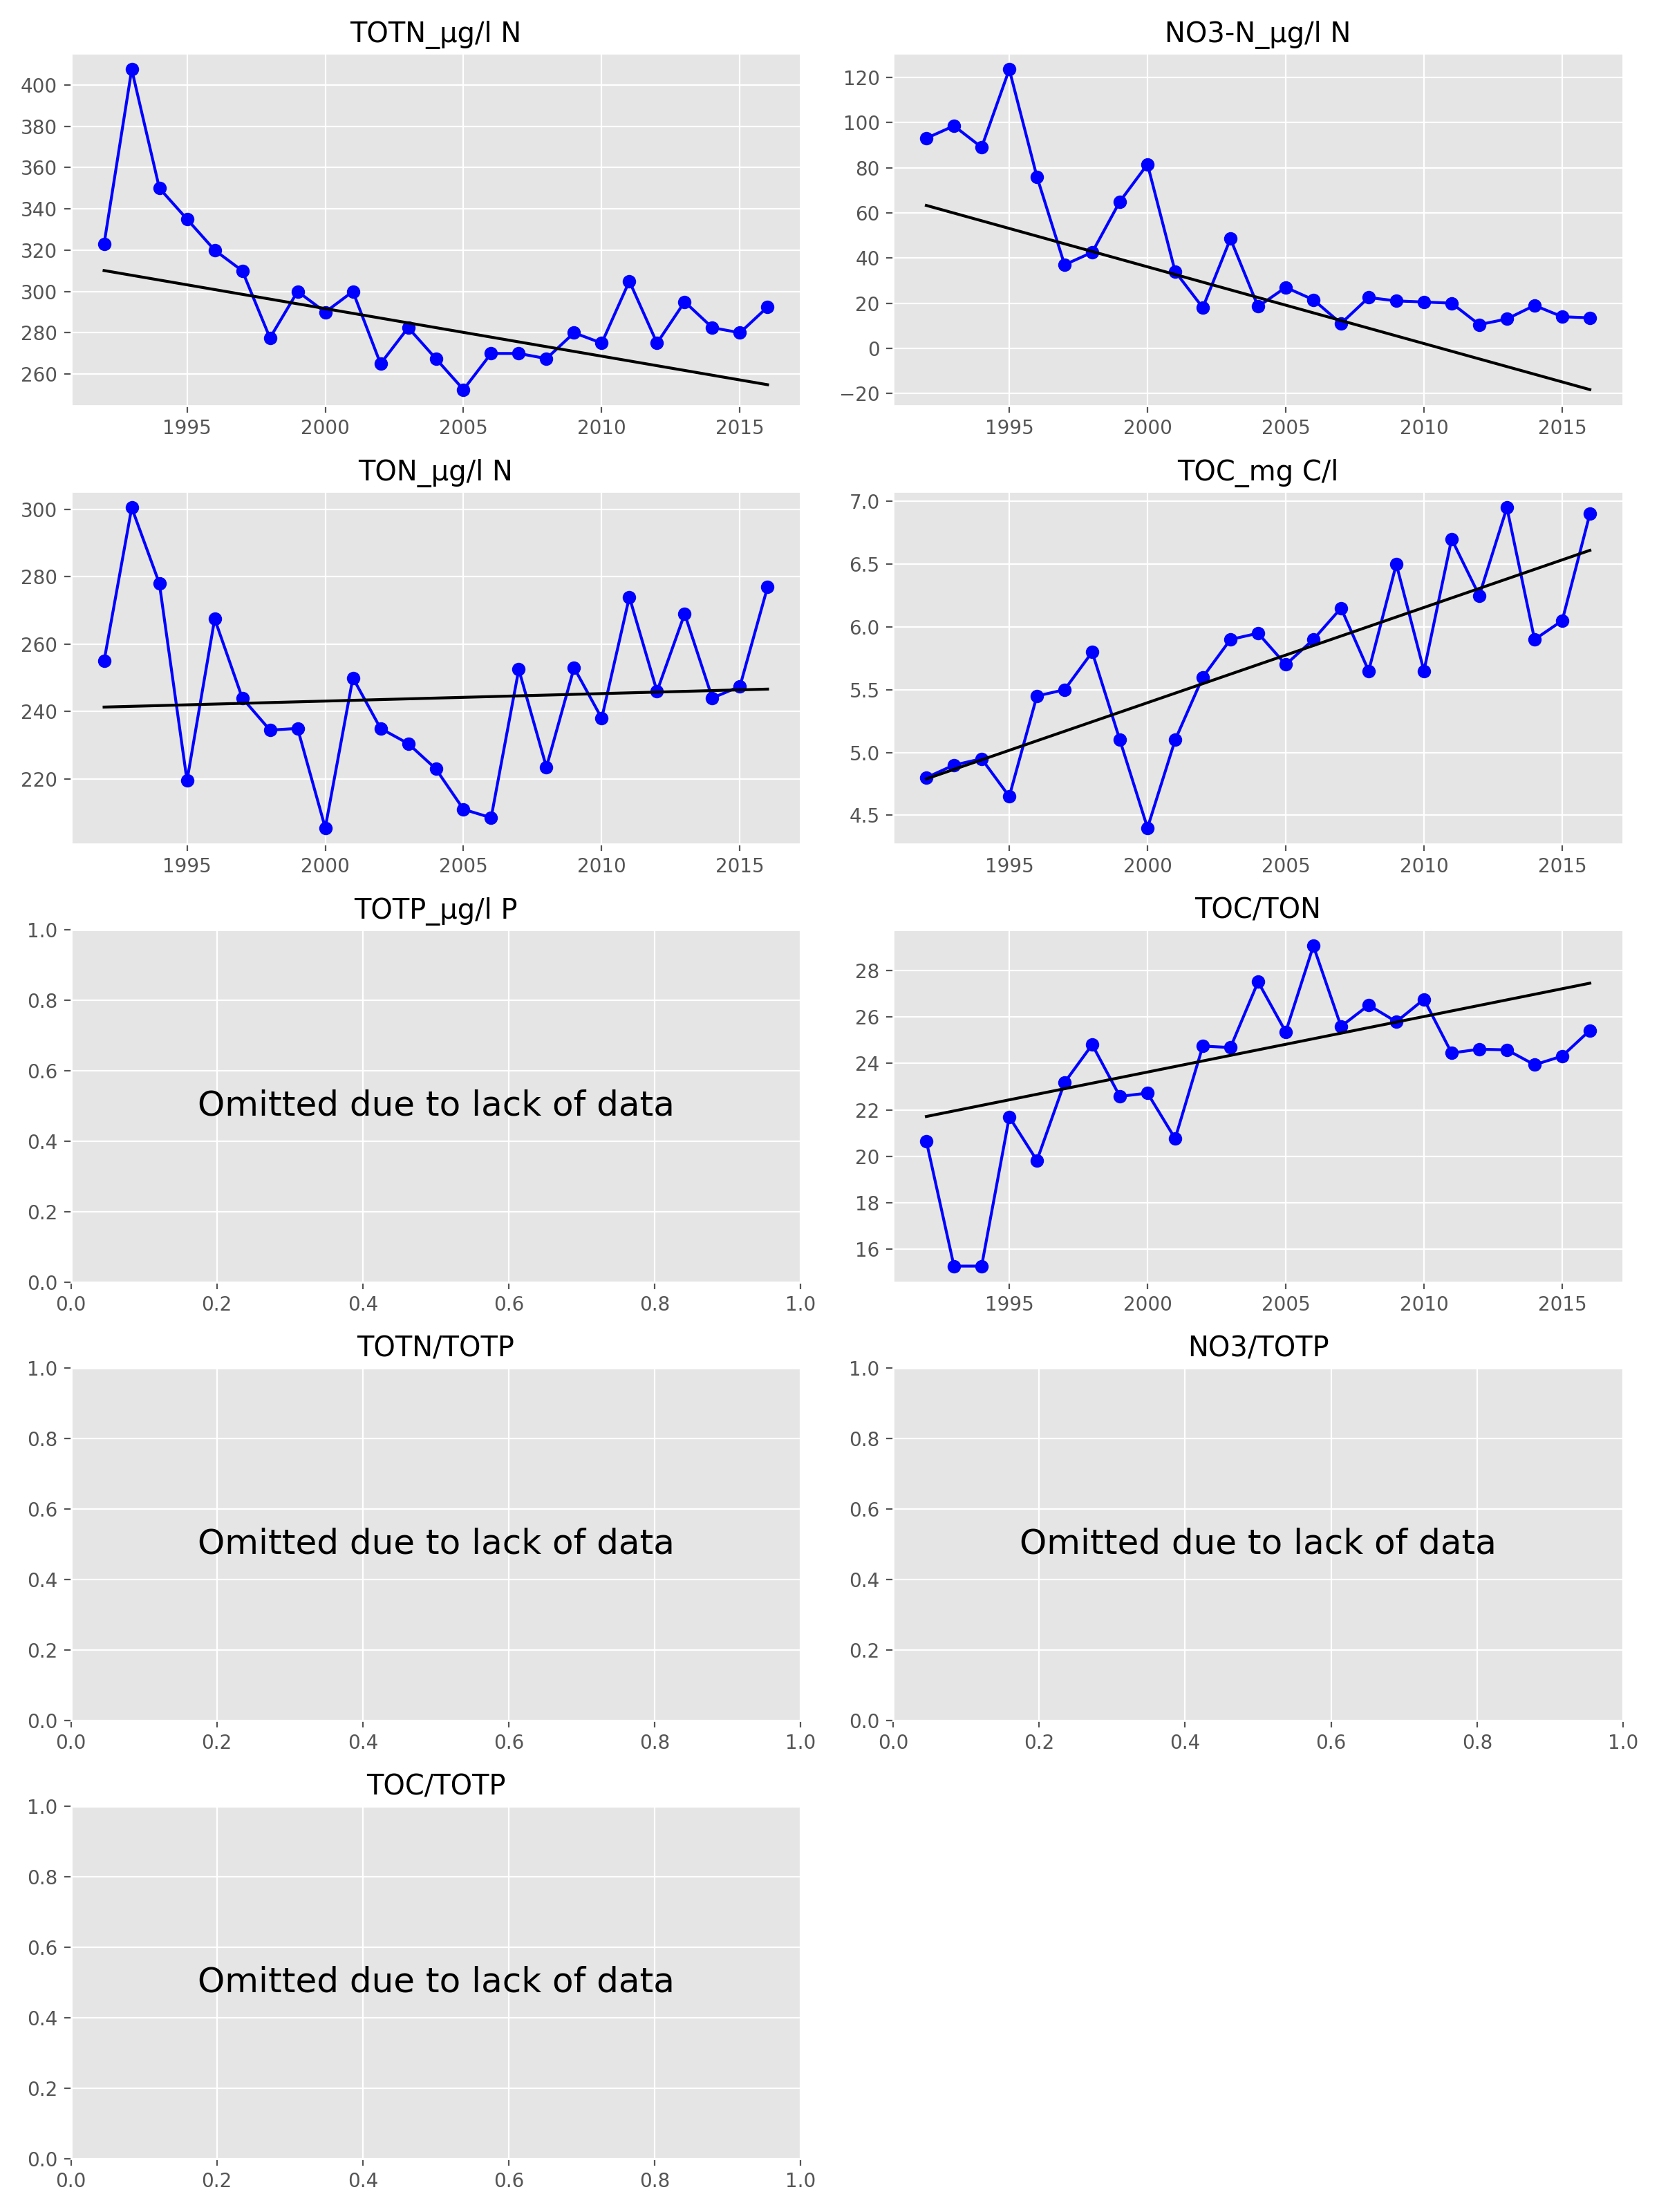 TOTN_µg/l N
400
380
360
340
320
300
280
260
1995 2000 2005 2010 2015
NO3-N_µg/l N
120
100
80
60
40
20
0
−20
1995 2000 2005 2010 2015
TON_µg/l N
300
280
260
240
220
1995 2000 2005 2010 2015
TOC_mg C/l
7.0
6.5
6.0
5.5
5.0
4.5
1995 2000 2005 2010 2015
TOTP_µg/l P
1.0
0.8
0.6
Omitted due to lack of data
0.4
0.2
0.0
0.0 0.2 0.4 0.6 0.8 1.0
TOC/TON
28
26
24
22
20
18
16
1995 2000 2005 2010 2015
TOTN/TOTP
1.0
0.8
0.6
Omitted due to lack of data
0.4
0.2
0.0
0.0 0.2 0.4 0.6 0.8 1.0
NO3/TOTP
1.0
0.8
0.6
Omitted due to lack of data
0.4
0.2
0.0
0.0 0.2 0.4 0.6 0.8 1.0
TOC/TOTP
1.0
0.8
0.6
Omitted due to lack of data
0.4
0.2
0.0
0.0 0.2 0.4 0.6 0.8 1.0